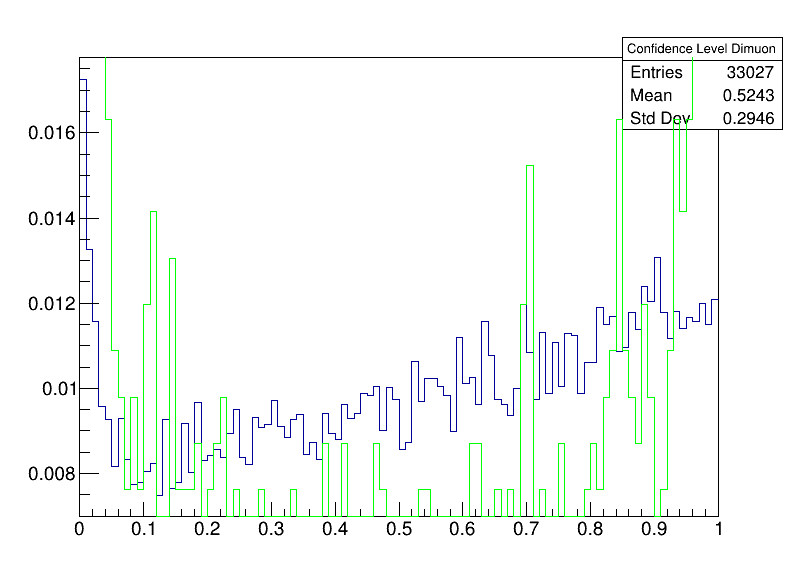 Confidence Level Dimuon
Entries 33027
Mean 0.5243
Std Dev 0.2946
0.016
0.014
0.012
0.01
0.008
0 0.1 0.2 0.3 0.4 0.5 0.6 0.7 0.8 0.9 1